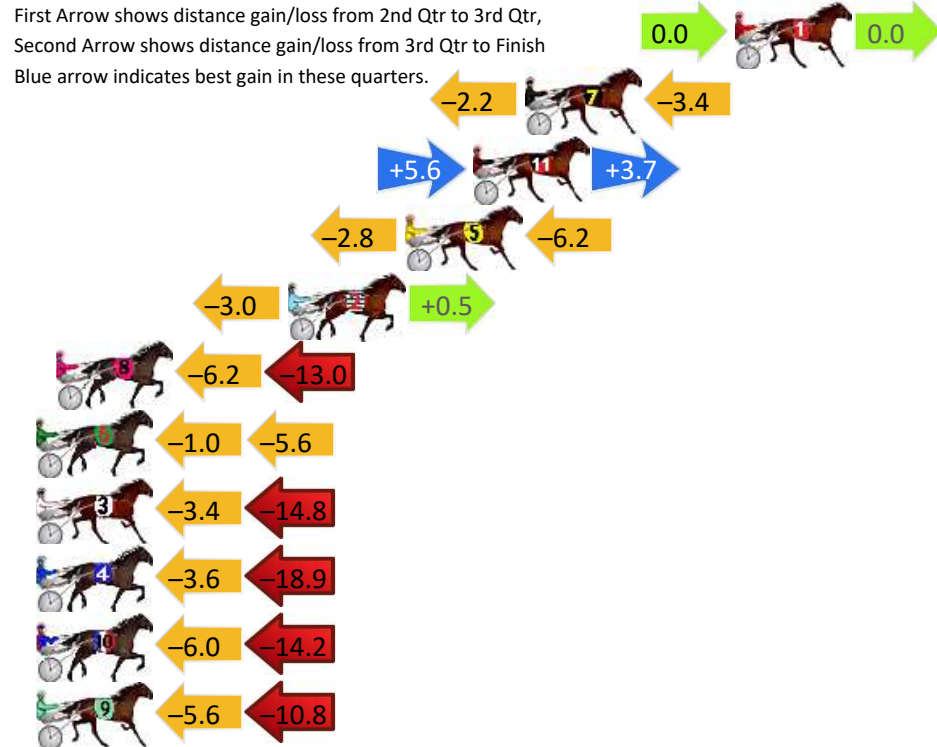 First Arrow shows distance gain/loss from 2nd Qtr to 3rd Qtr,
Second Arrow shows distance gain/loss from 3rd Qtr to Finish
Blue arrow indicates best gain in these quarters.
0.0 1 0.0
–2.2 7 –3.4
+5.6 11 +3.7
–2.8 5 –6.2
–3.0 2 +0.5
8 –6.2 –13.0
6 –1.0 –5.6
3 –3.4 –14.8
4 –3.6 –18.9
10 –6.0 –14.2
9 –5.6 –10.8